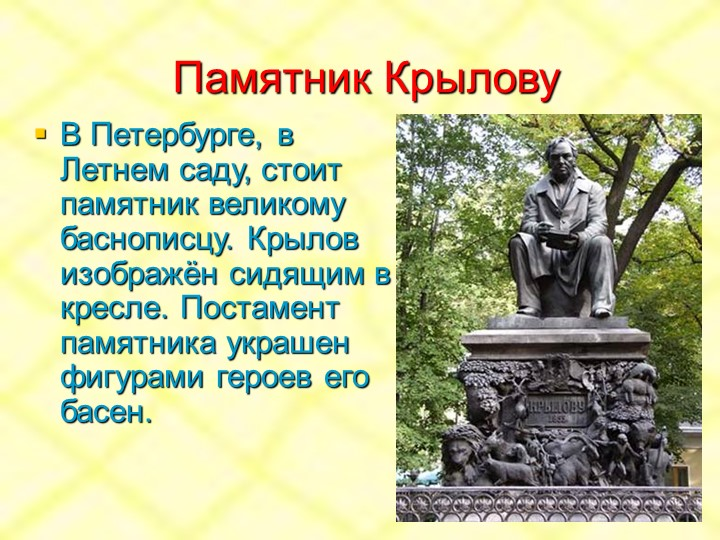 Памятник Крылову
В Петербурге, в
Летнем саду, стоит
памятник великому
баснописцу. Крылов
изображён сидящим в
кресле. Постамент
памятника украшен
фигурами героев его
басен.
КРЫЛОВУ
1855